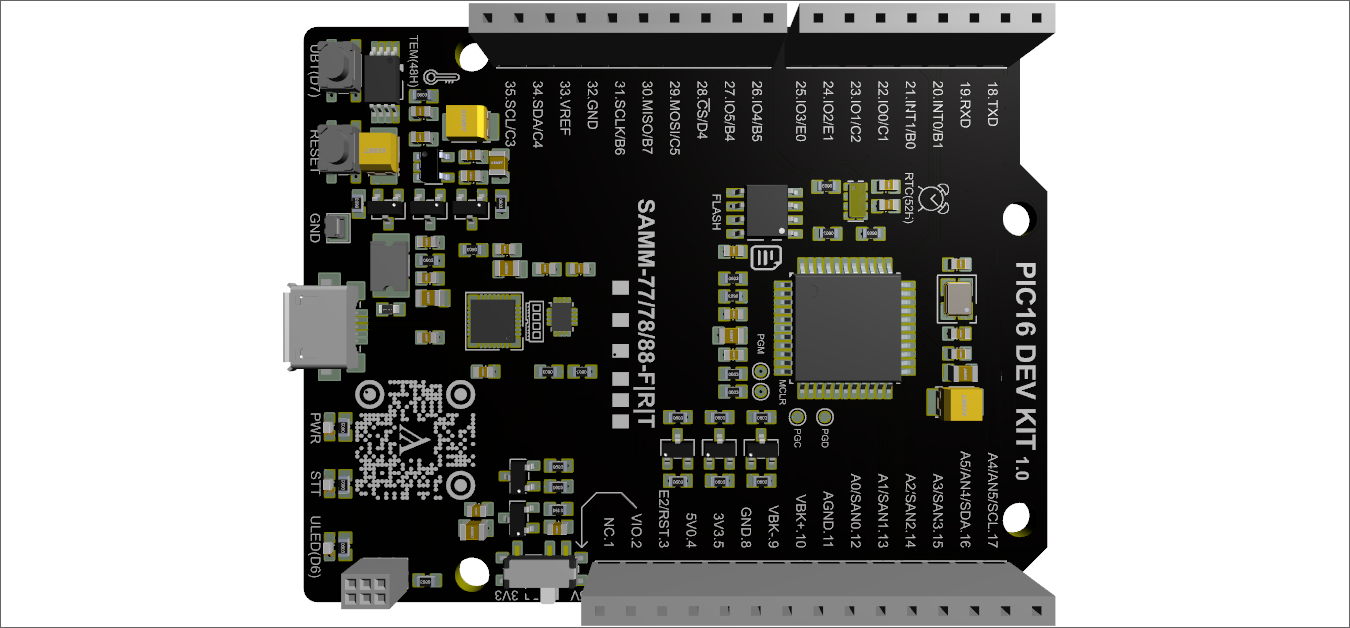 UBT(D7)
TEM(48H)
RESET
GND
35.SCL/C3
34.SDA/C4
33.VREF
32.GND
31.SCLK/B6
30.MISO/B7
29.MOSI/C5
28.CS/D4
27.IO5/B4
26.IO4/B5
25.IO3/E0
24.IO2/E1
23.IO1/C2
22.IO0/C1
21.INT1/B0
20.INT0/B1
19.RXD
18.TXD
FLASH
RTC(52H)
SAMM-77/78/88-F|R|T
PIC16 DEV KIT 1.0
PGM
MCLR
PGC
PGD
PWR
STT
ULED(D6)
3V3
NC.1
VIO.2
E2/RST.3
5V0.4
3V3.5
GND.8
VBK-.9
VBK+.10
AGND.11
A0/SAN0.12
A1/SAN1.13
A2/SAN2.14
A3/SAN3.15
A5/AN4/SDA.16
A4/AN5/SCL.17